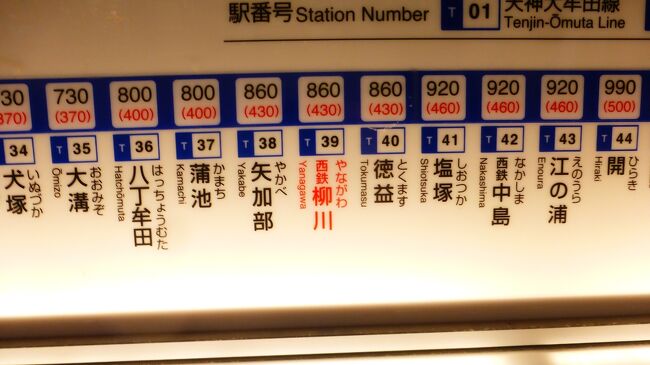 駅番号 Station Number T 01 天神大牟田線
Tenjin-Ōmuta Line
730 800 800 860 860 860 920 920 920 990
(370) (370) (400) (400) (430) (430) (430) (460) (460) (460) (500)
34 T 35 T 36 T 37 T 38 T 39 T 40 T 41 T 42 T 43 T 44
犬塚 いぬづか
大溝 おおみぞ Ōmizo
八丁牟田 はっちょうむた Hatchōmuta
蒲池 かまち Kamachi
矢加部 やかべ Yakabe
西鉄柳川 やながわ Yanagawa
徳益 とくます Tokumasu
塩塚 しおつか Shiotsuka
西鉄中島 なかしま Nakashima
江の浦 えのうら Enoura
開 ひらき Hiraki